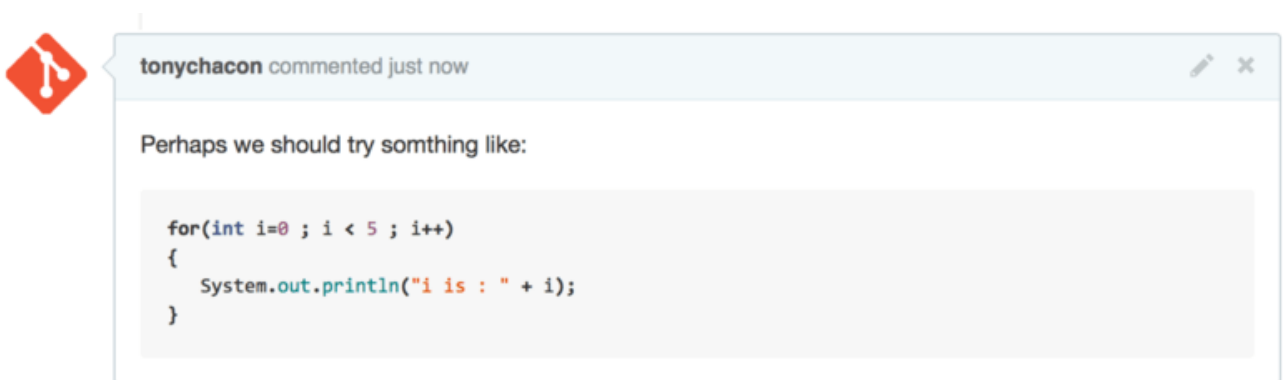 tonychacon commented just now
Perhaps we should try somthing like:
for(int i=0 ; i < 5 ; i++)
{
   System.out.println("i is : " + i);
}